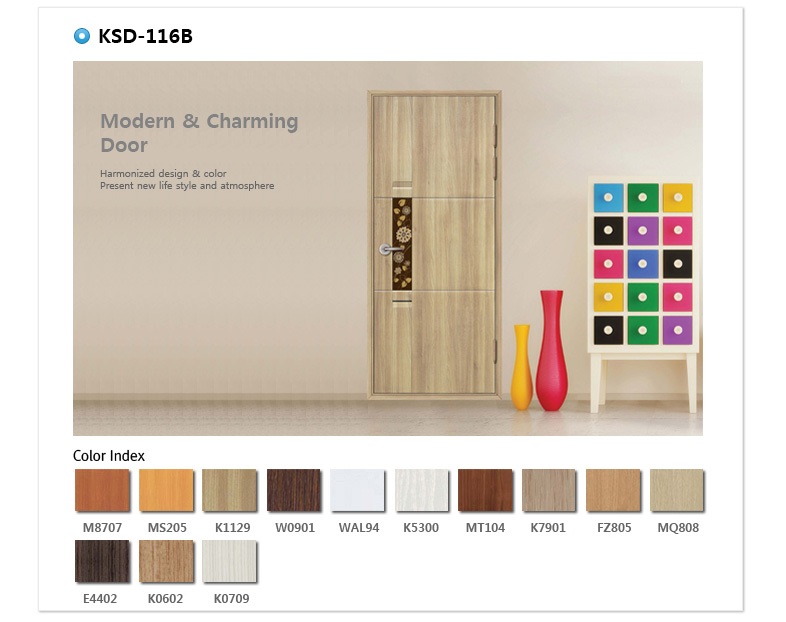 KSD-116B
Modern & Charming
Door
Harmonized design & color
Present new life style and atmosphere
Color Index
M8707 MS205 K1129 W0901 WAL94 K5300 MT104 K7901 FZ805 MQ808
E4402 K0602 K0709